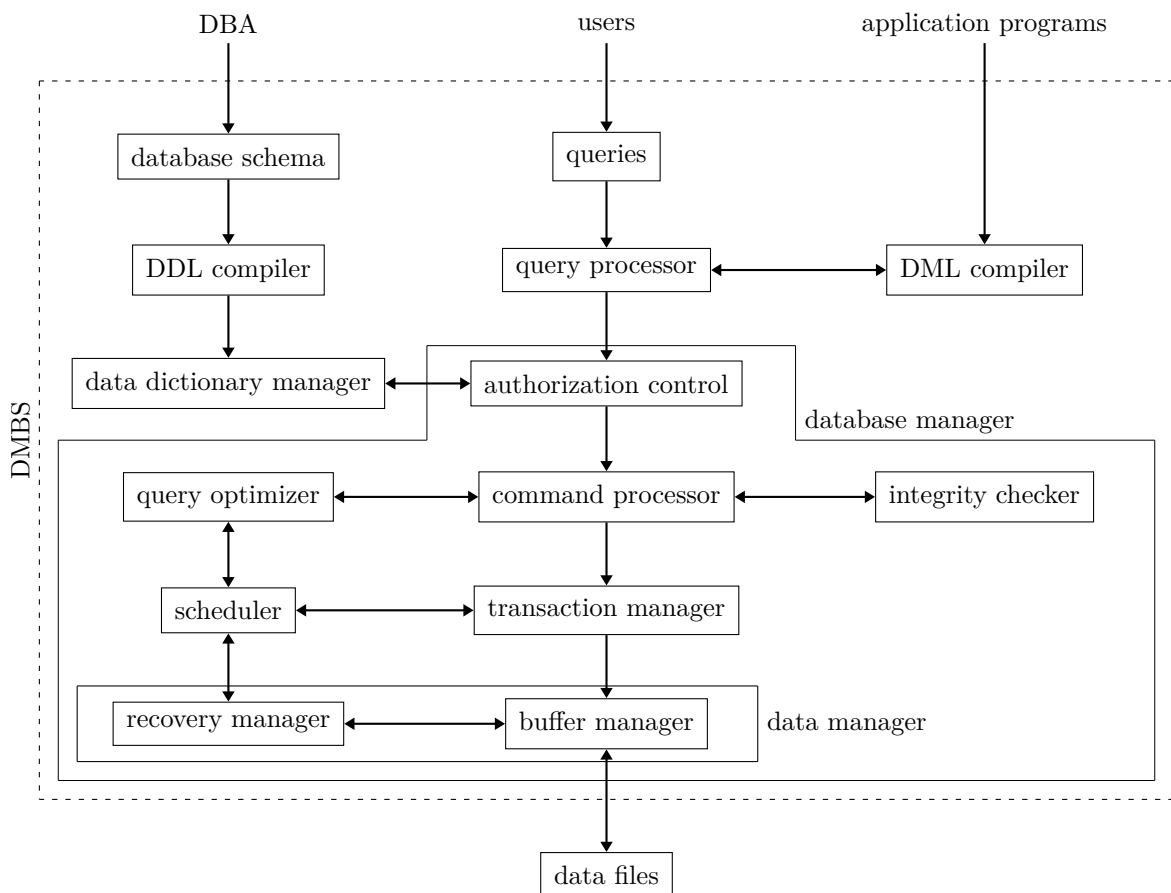 DBA
users
application programs
database schema
queries
DDL compiler
query processor
DML compiler
data dictionary manager
authorization control
database manager
DMBS
query optimizer
command processor
integrity checker
scheduler
transaction manager
recovery manager
buffer manager
data manager
data files